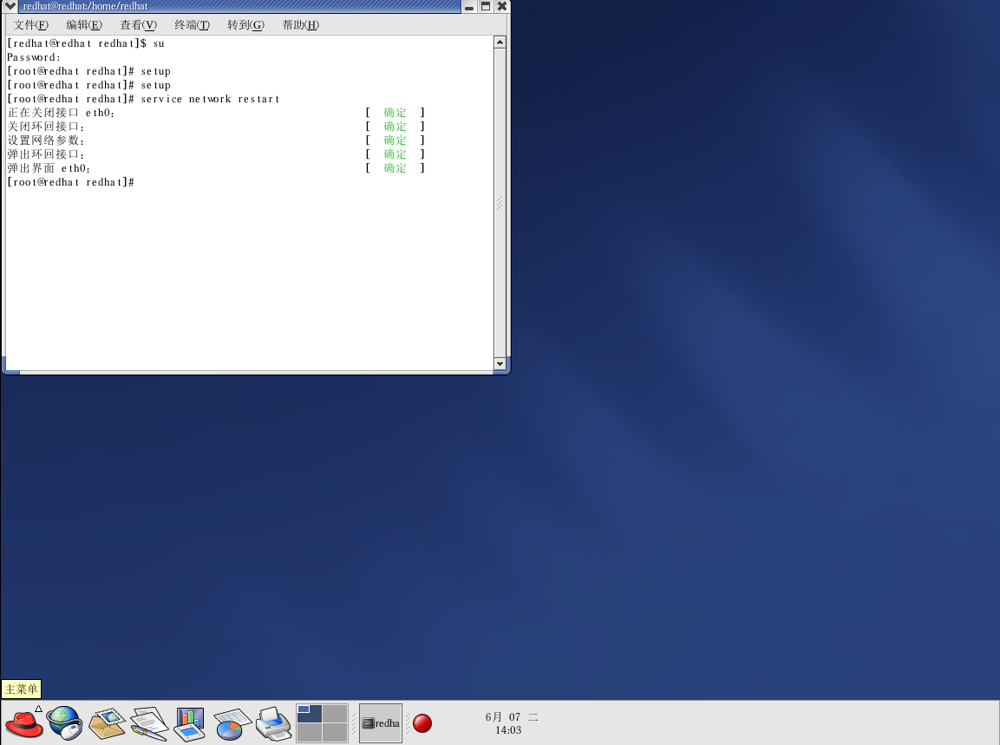 redhat@redhat:/home/redhat
文件(F) 编辑(E) 查看(V) 终端(T) 转到(G) 帮助(H)
[redhat@redhat redhat]$ su
Password:
[root@redhat redhat]# setup
[root@redhat redhat]# setup
[root@redhat redhat]# service network restart
正在关闭接口 eth0： [ 确定 ]
关闭环回接口： [ 确定 ]
设置网络参数： [ 确定 ]
弹出环回接口： [ 确定 ]
弹出界面 eth0： [ 确定 ]
[root@redhat redhat]#
主菜单
redha
6月 07 二
14:03